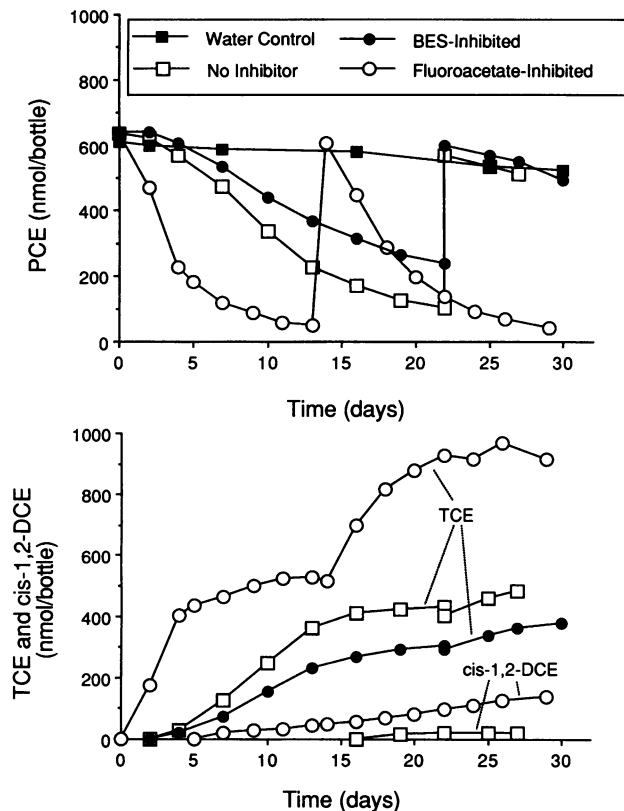 Water Control
BES-Inhibited
No Inhibitor
Fluoroacetate-Inhibited
PCE (nmol/bottle)
1000
800
600
400
200
0
0 5 10 15 20 25 30
Time (days)
TCE and cis-1,2-DCE
(nmol/bottle)
1000
800
600
400
200
0
TCE
cis-1,2-DCE
0 5 10 15 20 25 30
Time (days)